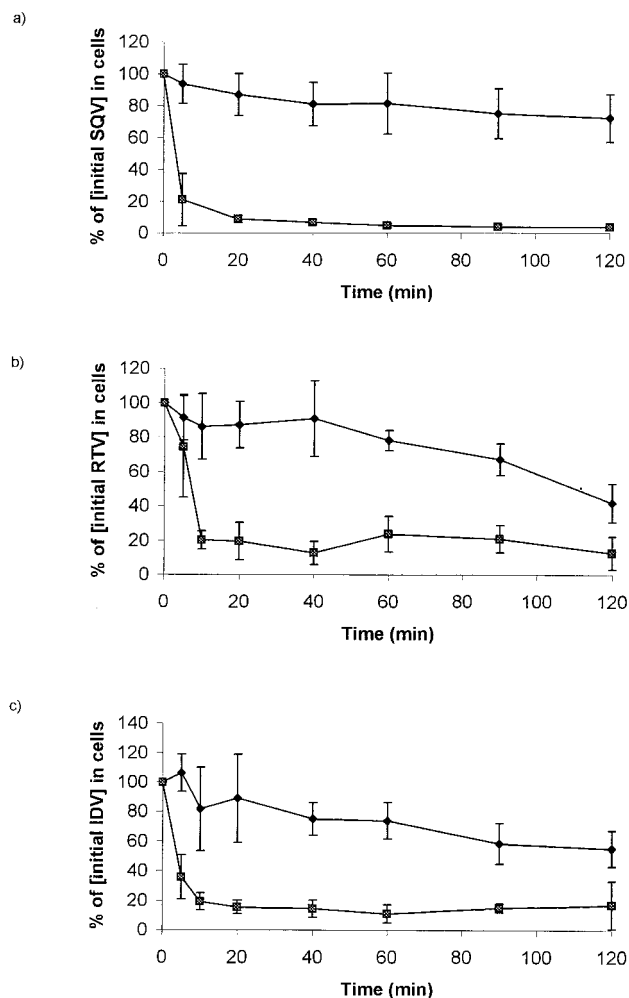 a)
% of [initial SQV] in cells
120
100
80
60
40
20
0
0 20 40 60 80 100 120
Time (min)
b)
% of [initial RTV] in cells
120
100
80
60
40
20
0
0 20 40 60 80 100 120
Time (min)
c)
% of [initial IDV] in cells
140
120
100
80
60
40
20
0
0 20 40 60 80 100 120
Time (min)